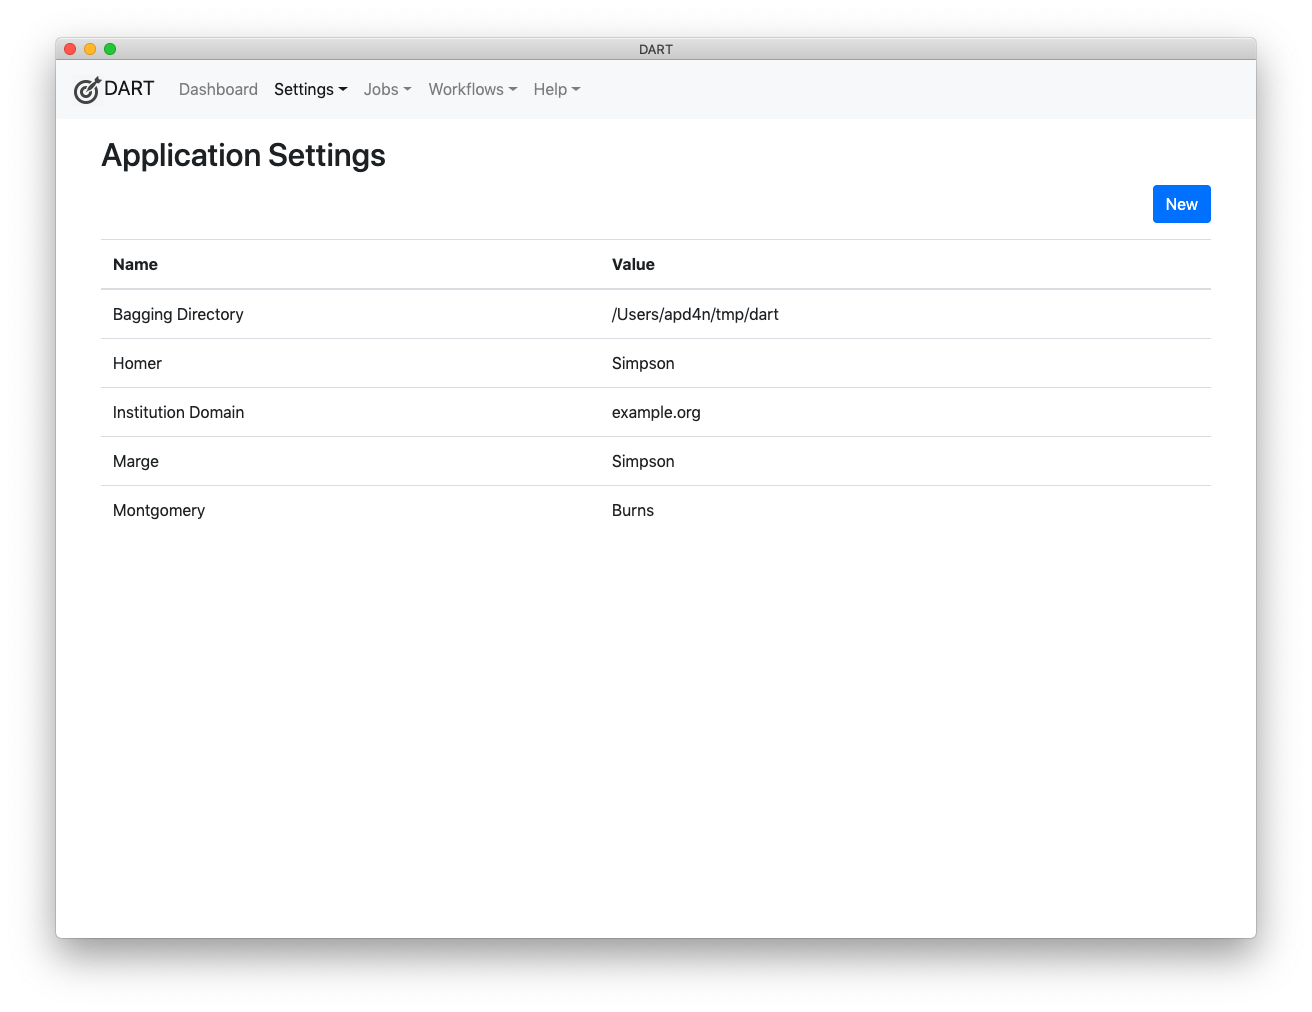 DART
DART Dashboard Settings Jobs Workflows Help
Application Settings
New
Name Value
Bagging Directory /Users/apd4n/tmp/dart
Homer Simpson
Institution Domain example.org
Marge Simpson
Montgomery Burns